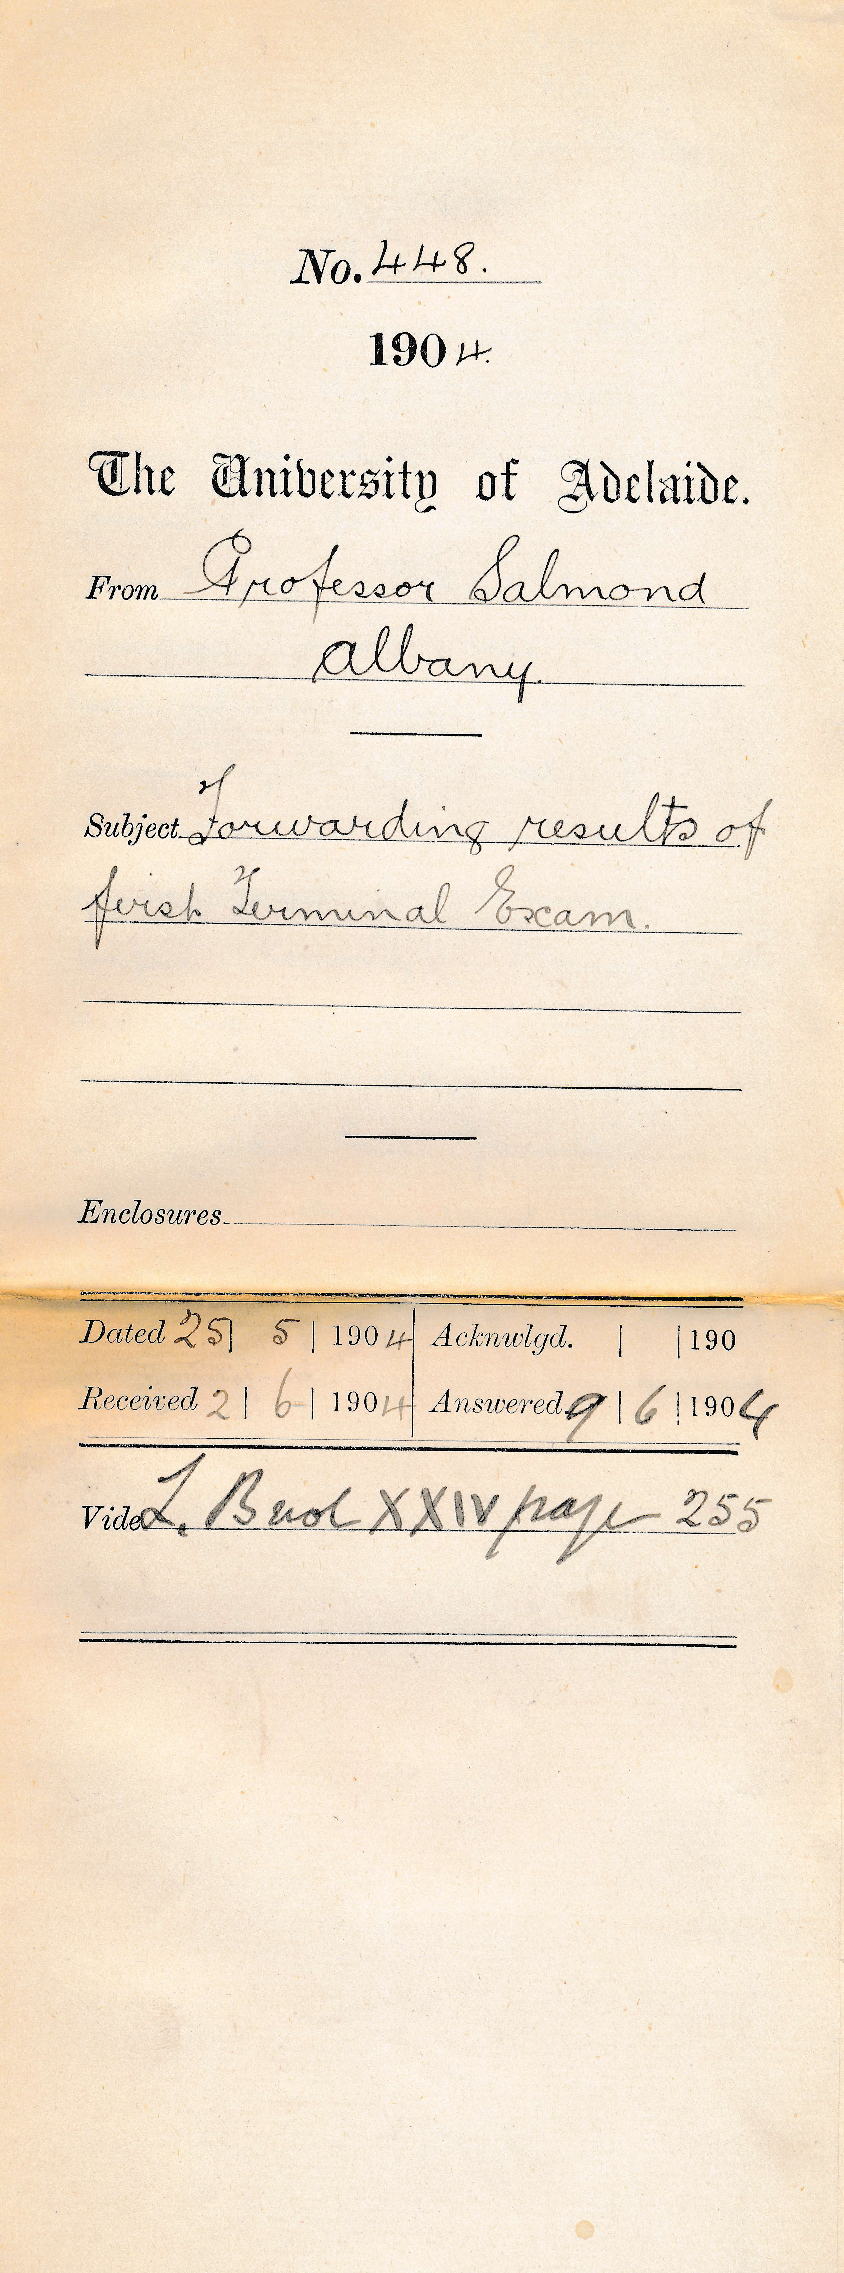 No. 448.
1904.
The University of Adelaide.
From Professor Salmond
Albany.
Subject Forwarding results of
first Terminal Exam.
Enclosures
Dated 25| 5 | 1904 Acknwlgd. | |190
Received 2 | 6 | 1904 Answered 9 | 6 | 1904
Vide L. XXIV page 255